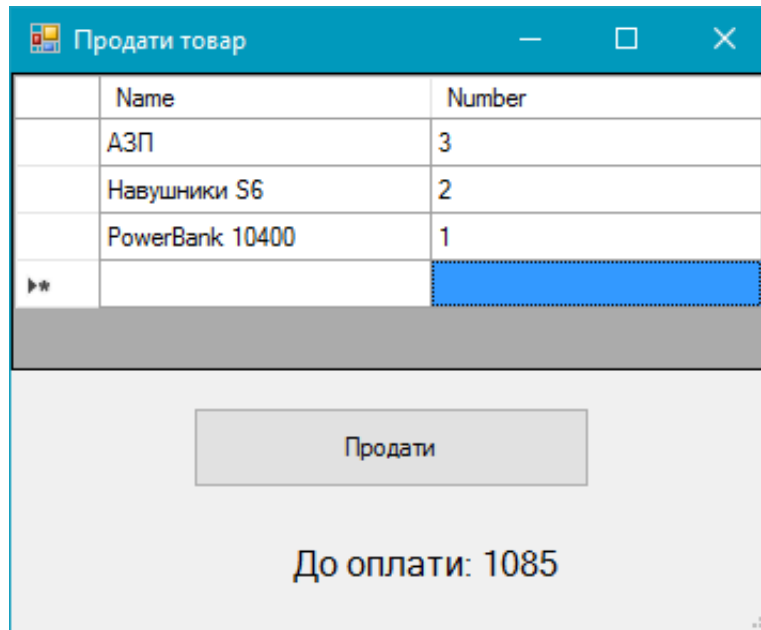 Продати товар
Name Number
АЗП 3
Навушники S6 2
PowerBank 10400 1
Продати
До оплати: 1085